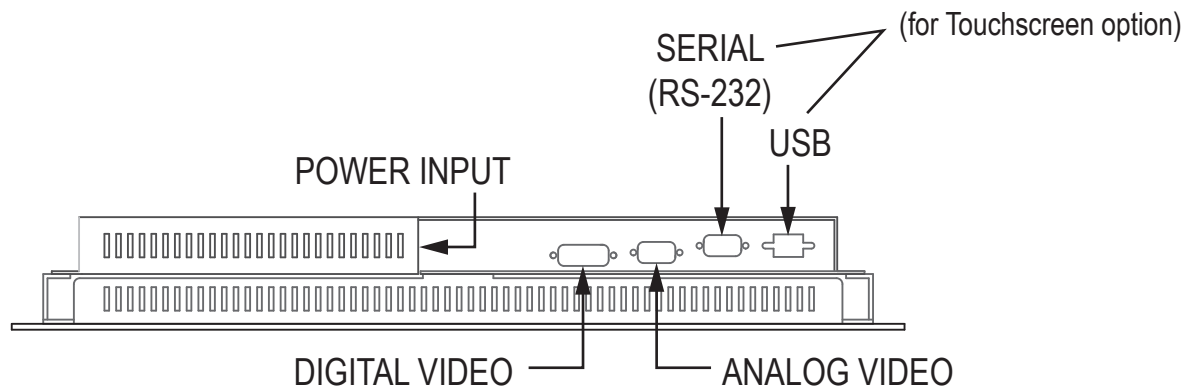 (for Touchscreen option)
SERIAL
(RS-232)
USB
POWER INPUT
DIGITAL VIDEO
ANALOG VIDEO